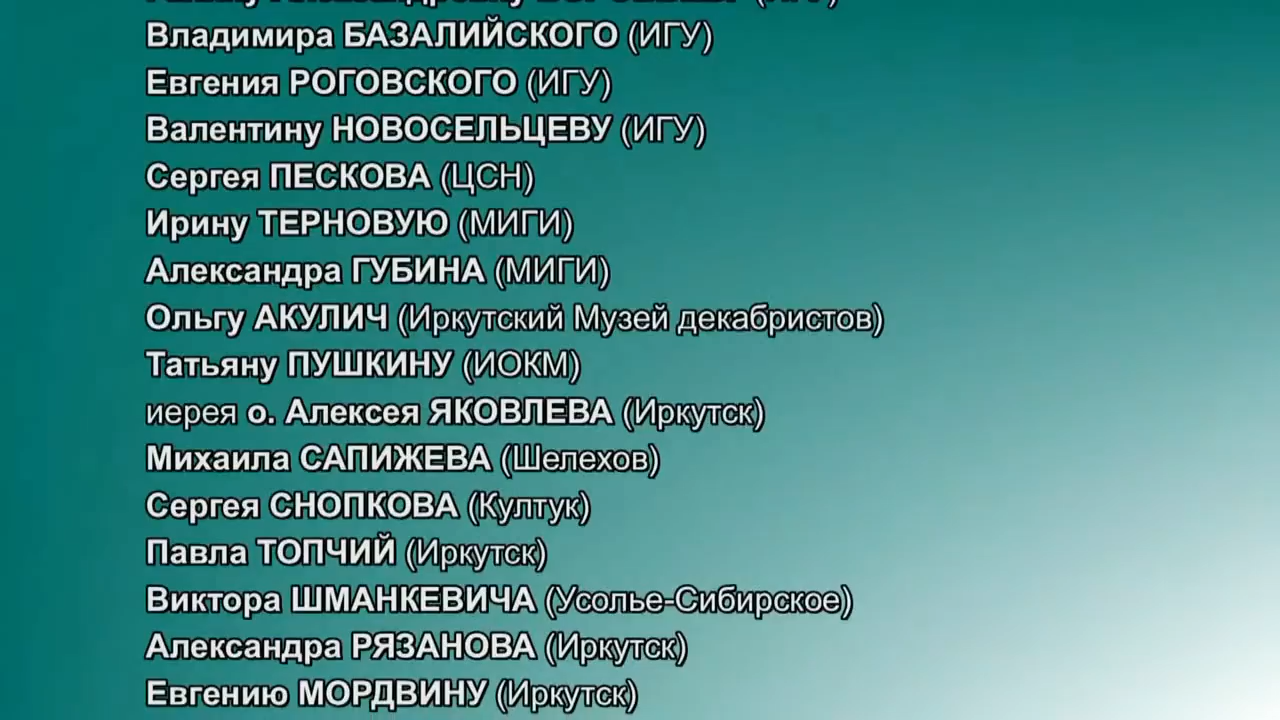 Владимира БАЗАЛИЙСКОГО (ИГУ)
Евгения РОГОВСКОГО (ИГУ)
Валентину НОВОСЕЛЬЦЕВУ (ИГУ)
Сергея ПЕСКОВА (ЦСН)
Ирину ТЕРНОВУЮ (МИГИ)
Александра ГУБИНА (МИГИ)
Ольгу АКУЛИЧ (Иркутский Музей декабристов)
Татьяну ПУШКИНУ (ИОКМ)
иерея о. Алексея ЯКОВЛЕВА (Иркутск)
Михаила САПИЖЕВА (Шелехов)
Сергея СНОПКОВА (Култук)
Павла ТОПЧИЙ (Иркутск)
Виктора ШМАНКЕВИЧА (Усолье-Сибирское)
Александра РЯЗАНОВА (Иркутск)
Евгению МОРДВИНУ (Иркутск)